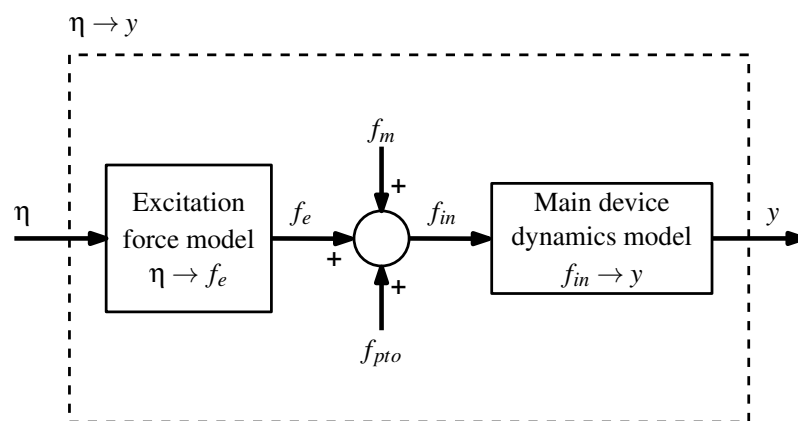 η → y
f_m
+
η
Excitation
force model
η → f_e
f_e
+
f_in
Main device
dynamics model
f_in → y
y
+
f_pto